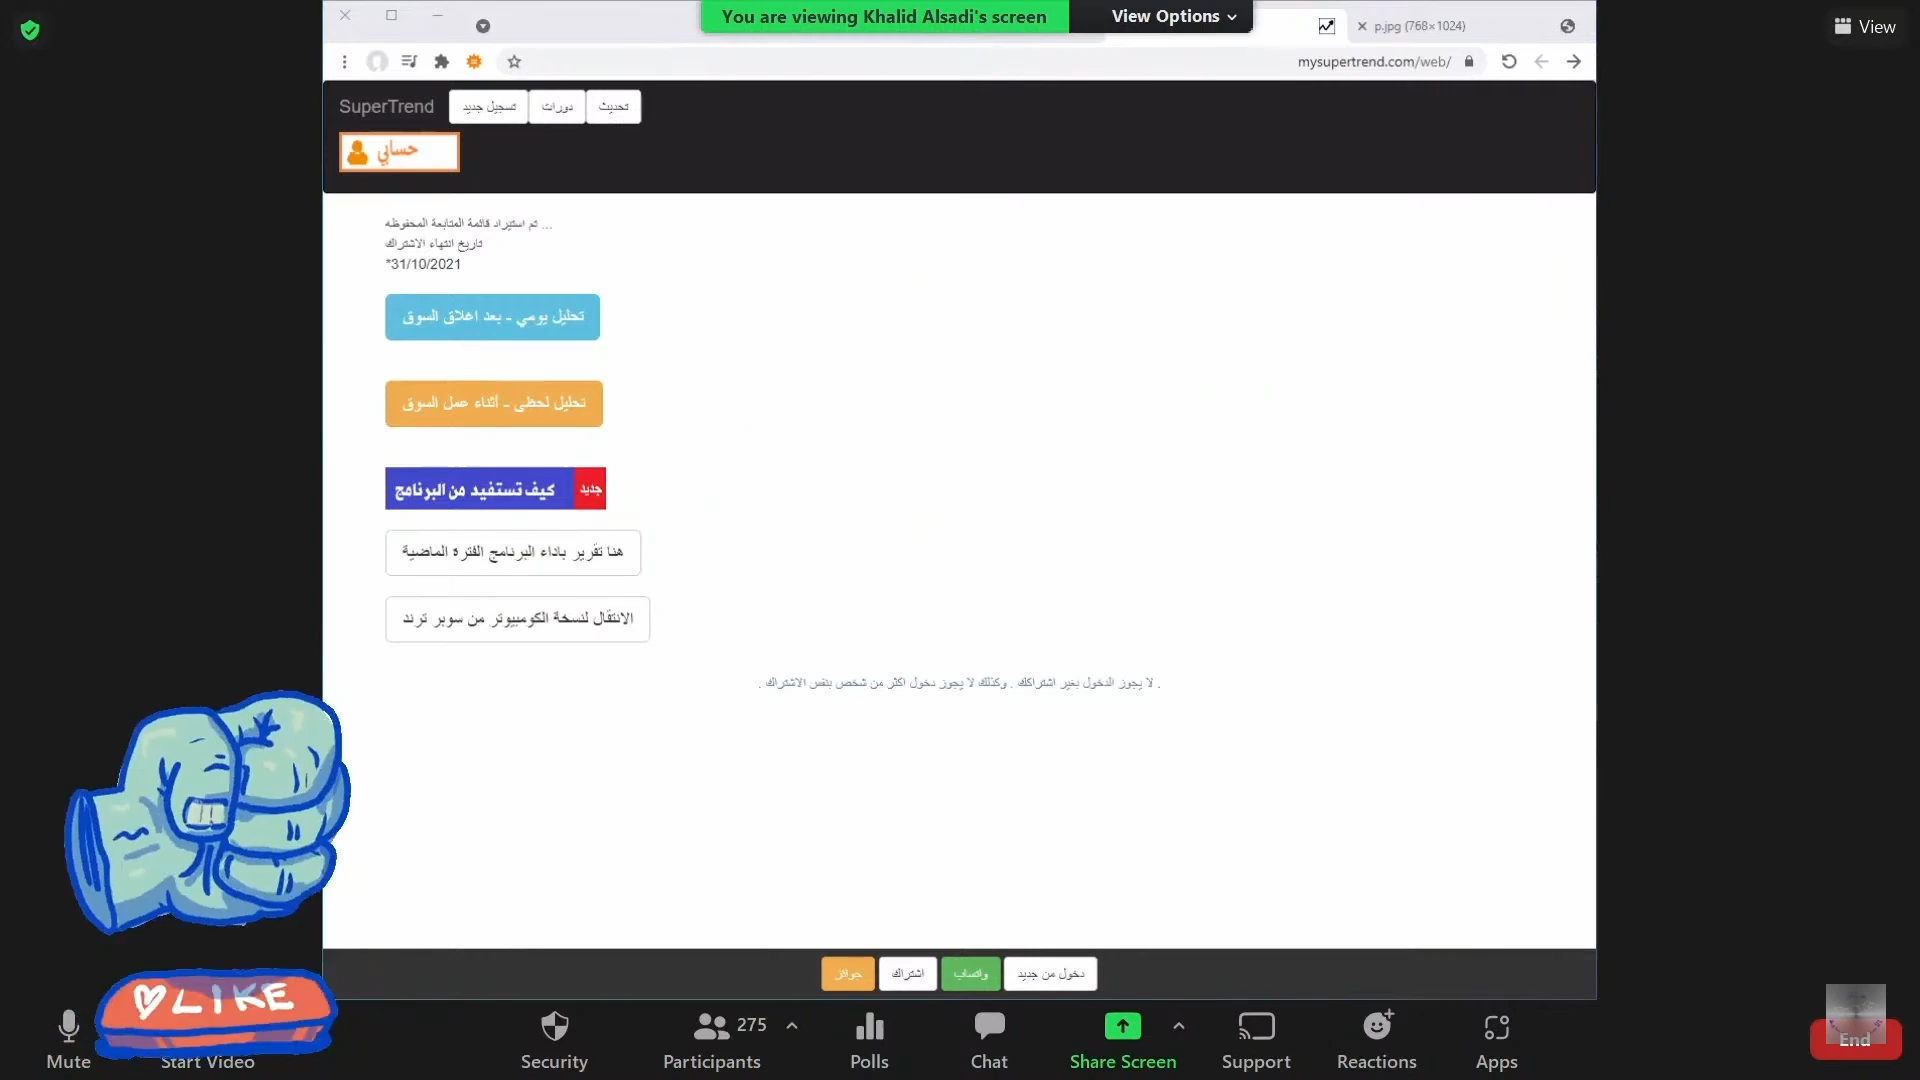 You are viewing Khalid Alsadi's screen
View Options
View
p.jpg (768×1024)
mysupertrend.com/web/
SuperTrend
تسجيل جديد
دورات
تحديث
حسابي
تم استيراد قائمة المتابعة المحفوظه ...
تاريخ انتهاء الاشتراك
*31/10/2021
تحليل يومي - بعد اغلاق السوق
تحليل لحظى - أثناء عمل السوق
جديد
كيف تستفيد من البرنامج
هنا تقرير باداء البرنامج الفتره الماضية
الانتقال لنسخة الكومبيوتر من سوبر ترند
. لا يجوز الدخول بغير اشتراكك . وكذلك لا يجوز دخول اكثر من شخص بنفس الاشتراك .
جوائز
اشتراك
واتساب
دخول من جديد
LIKE
Mute
Start Video
Security
275
Participants
Polls
Chat
Share Screen
Support
Reactions
Apps
End